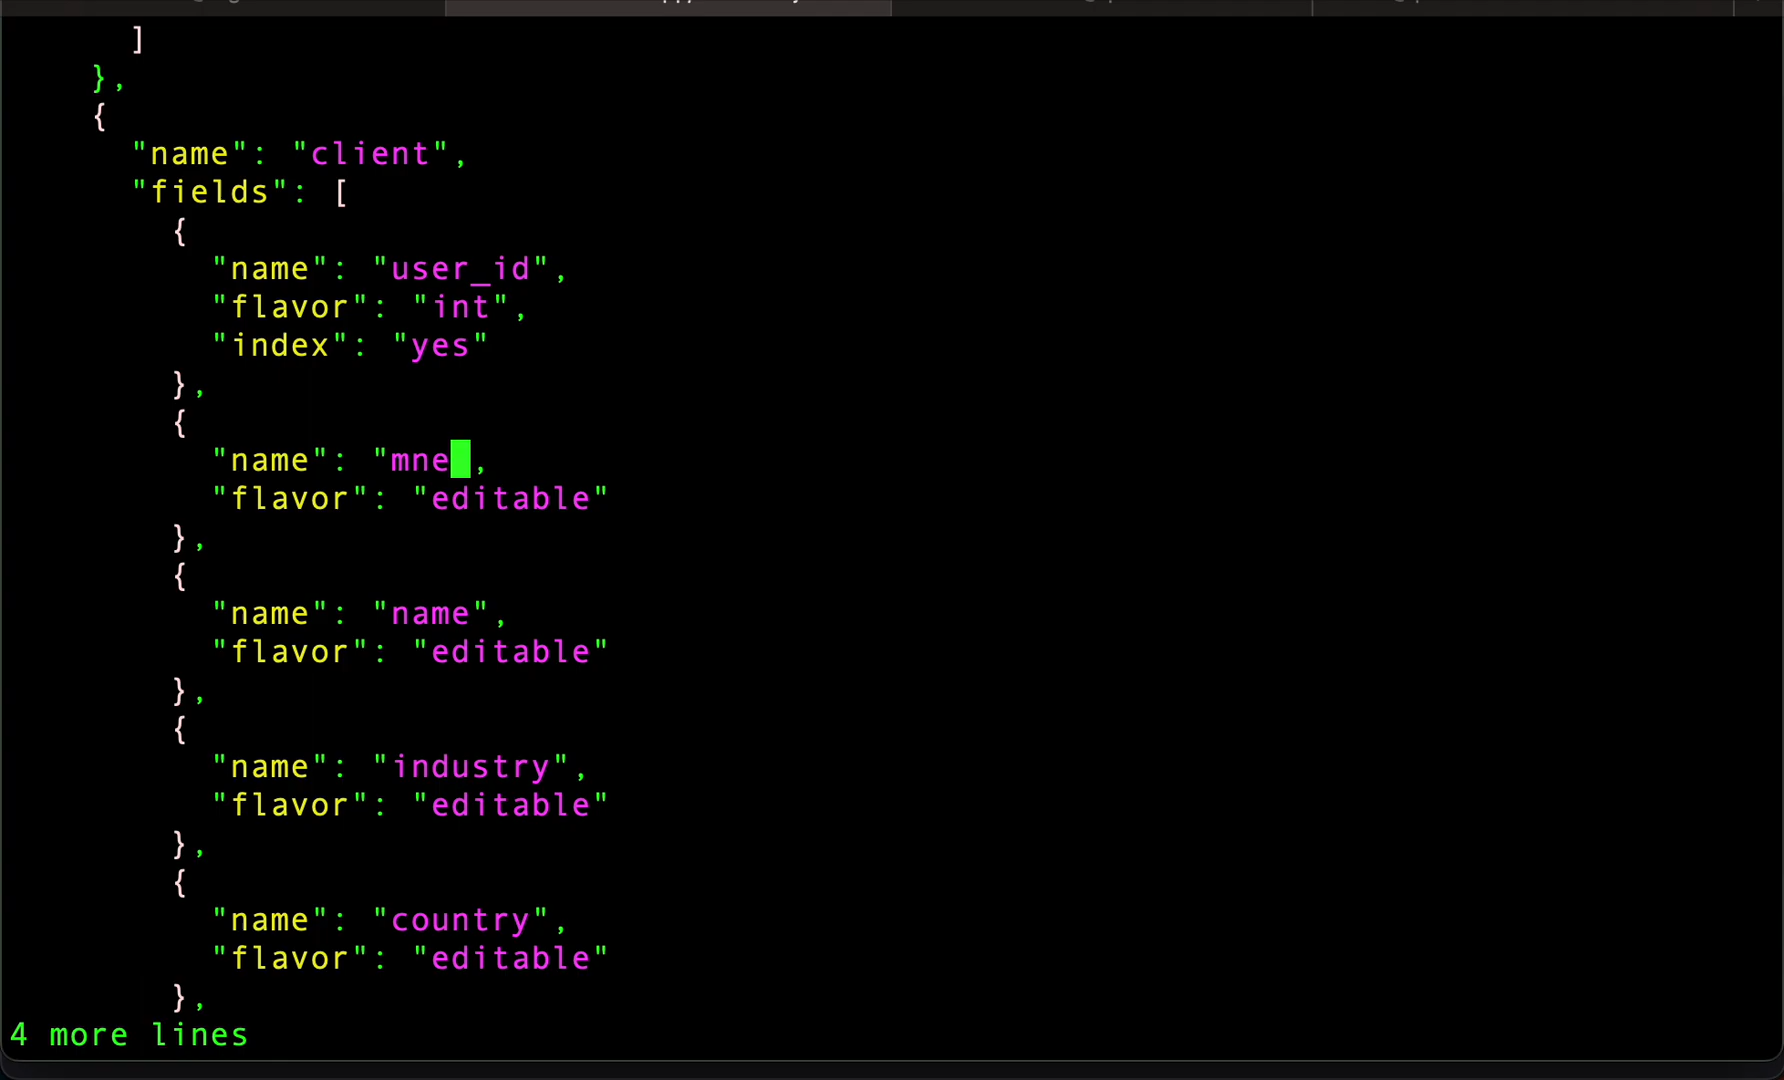 ]
},
{
"name": "client",
"fields": [
{
"name": "user_id",
"flavor": "int",
"index": "yes"
},
{
"name": "mne",
"flavor": "editable"
},
{
"name": "name",
"flavor": "editable"
},
{
"name": "industry",
"flavor": "editable"
},
{
"name": "country",
"flavor": "editable"
},
4 more lines